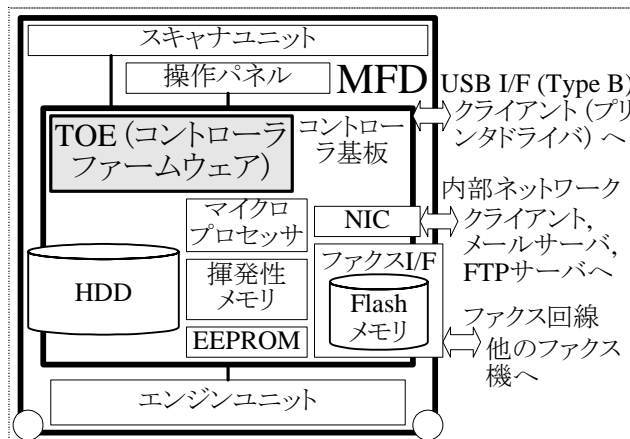 スキャナユニット
操作パネル
MFD
USB I/F (Type B)
クライアント (プリ
ンタドライバ) へ
TOE (コントローラ
ファームウェア)
コントロー
ラ基板
内部ネットワーク
クライアント,
メールサーバ,
FTPサーバへ
マイクロ
プロセッサ
NIC
HDD
揮発性
メモリ
ファクスI/F
Flash
メモリ
EEPROM
ファクス回線
他のファクス
機へ
エンジンユニット